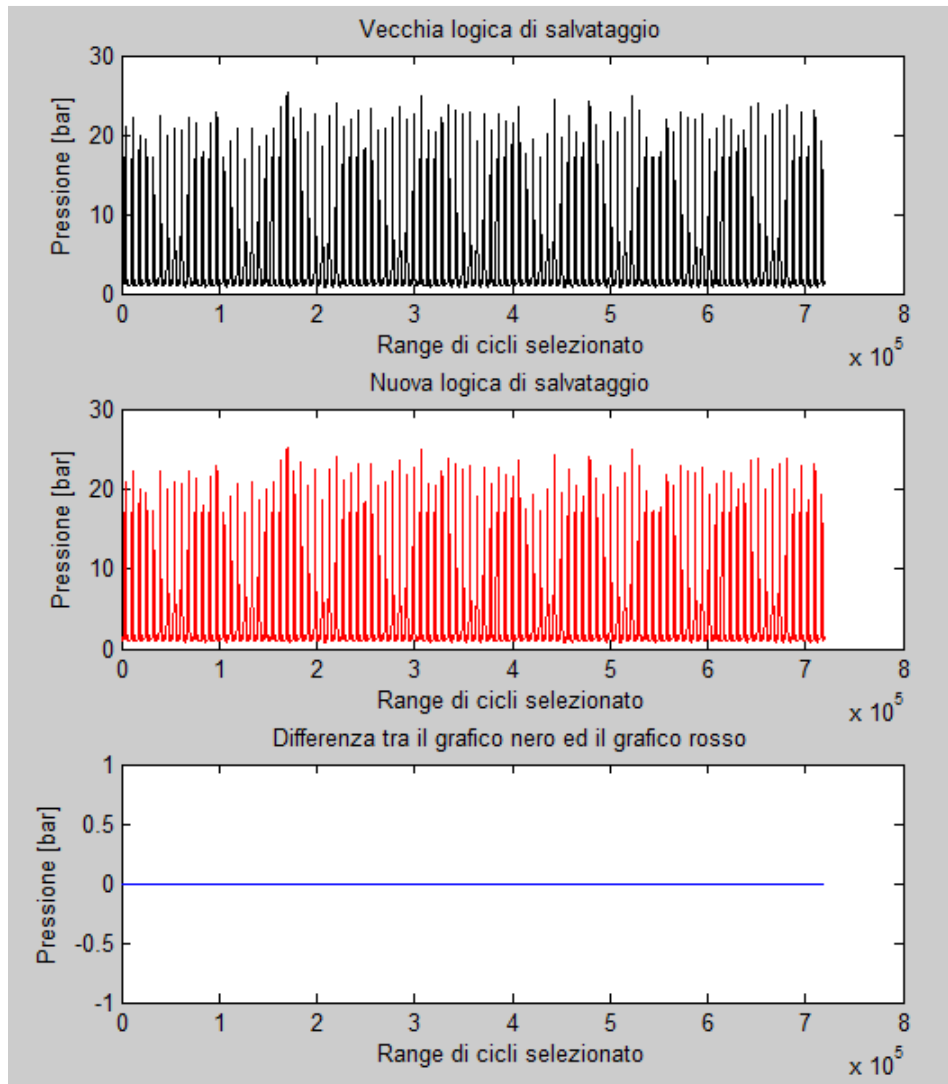 Vecchia logica di salvataggio
30
20
10
0
Pressione [bar]
0 1 2 3 4 5 6 7 8
Range di cicli selezionato
x 10^5
Nuova logica di salvataggio
30
20
10
0
Pressione [bar]
0 1 2 3 4 5 6 7 8
Range di cicli selezionato
x 10^5
Differenza tra il grafico nero ed il grafico rosso
1
0.5
0
-0.5
-1
Pressione [bar]
0 1 2 3 4 5 6 7 8
Range di cicli selezionato
x 10^5